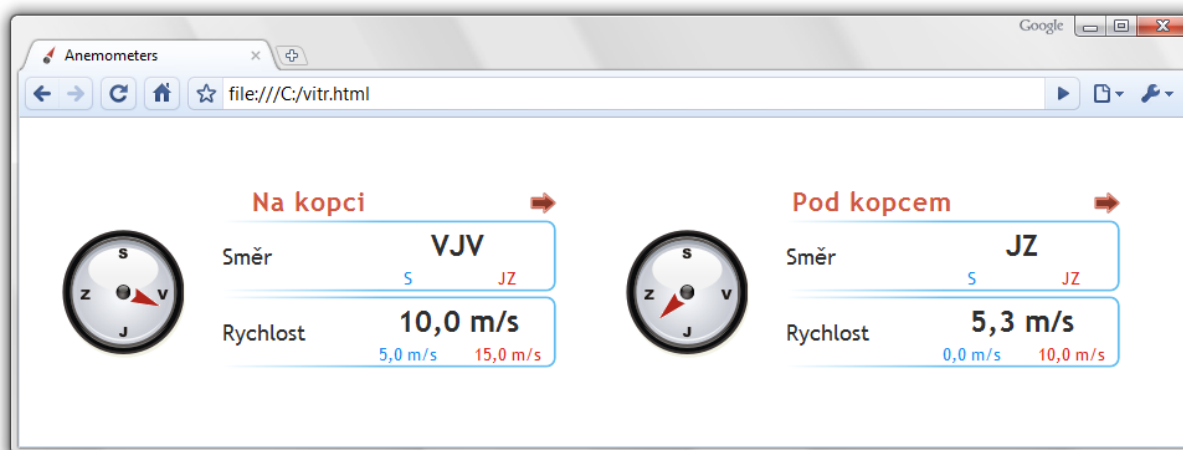 Google
Anemometers
file:///C:/vitr.html
Na kopci
S
Z V
J
Směr
VJV
S JZ
Rychlost
10,0 m/s
5,0 m/s 15,0 m/s
Pod kopcem
S
Z V
J
Směr
JZ
S JZ
Rychlost
5,3 m/s
0,0 m/s 10,0 m/s